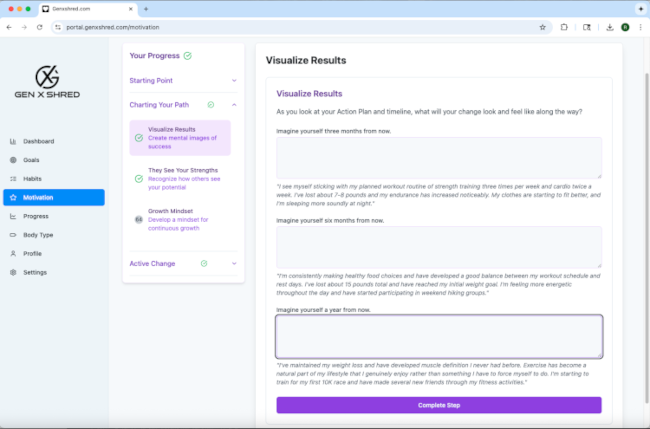 Genxshred.com
portal.genxshred.com/motivation
GEN X SHRED
Dashboard
Goals
Habits
Motivation
Progress
Body Type
Profile
Settings
Your Progress
Starting Point
Charting Your Path
Visualize Results
Create mental images of
success
They See Your Strengths
Recognize how others see
your potential
Growth Mindset
Develop a mindset for
continuous growth
Active Change
Visualize Results
Visualize Results
As you look at your Action Plan and timeline, what will your change look and feel like along the way?
Imagine yourself three months from now.
"I see myself sticking with my planned workout routine of strength training three times per week and cardio twice a
week. I've lost about 7-8 pounds and my endurance has increased noticeably. My clothes are starting to fit better, and
I'm sleeping more soundly at night."
Imagine yourself six months from now.
"I'm consistently making healthy food choices and have developed a good balance between my workout schedule and
rest days. I've lost about 15 pounds total and have reached my initial weight goal. I'm feeling more energetic
throughout the day and have started participating in weekend hiking groups."
Imagine yourself a year from now.
"I've maintained my weight loss and have developed muscle definition I never had before. Exercise has become a
natural part of my lifestyle that I genuinely enjoy rather than something I have to force myself to do. I'm starting to
train for my first 10K race and have made several new friends through my fitness activities."
Complete Step